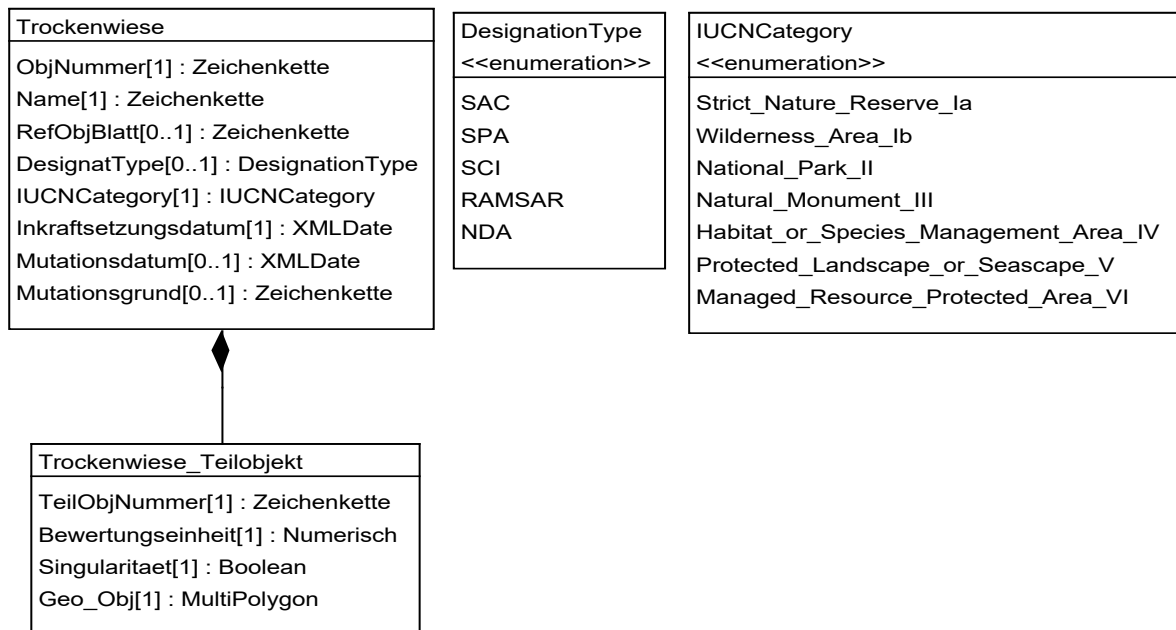 Trockenwiese
ObjNummer[1] : Zeichenkette
Name[1] : Zeichenkette
RefObjBlatt[0..1] : Zeichenkette
DesignatType[0..1] : DesignationType
IUCNCategory[1] : IUCNCategory
Inkraftsetzungsdatum[1] : XMLDate
Mutationsdatum[0..1] : XMLDate
Mutationsgrund[0..1] : Zeichenkette
DesignationType
<<enumeration>>
SAC
SPA
SCI
RAMSAR
NDA
IUCNCategory
<<enumeration>>
Strict_Nature_Reserve_Ia
Wilderness_Area_Ib
National_Park_II
Natural_Monument_III
Habitat_or_Species_Management_Area_IV
Protected_Landscape_or_Seascape_V
Managed_Resource_Protected_Area_VI
Trockenwiese_Teilobjekt
TeilObjNummer[1] : Zeichenkette
Bewertungseinheit[1] : Numerisch
Singularitaet[1] : Boolean
Geo_Obj[1] : MultiPolygon